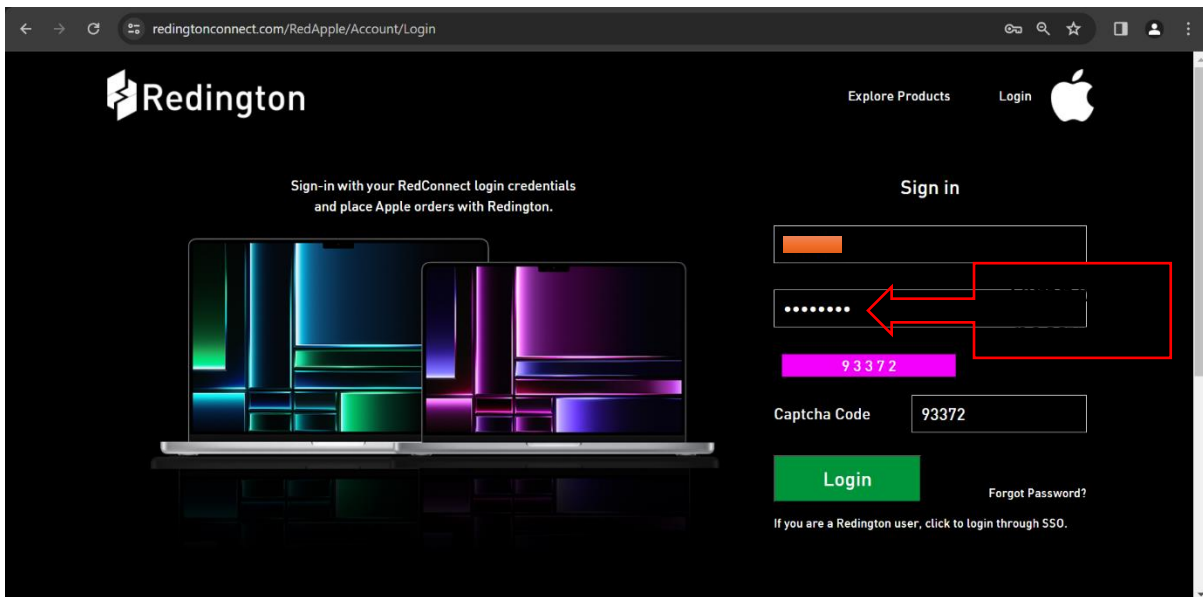 redingtonconnect.com/RedApple/Account/Login
Redington
Explore Products
Login
Sign-in with your RedConnect login credentials
and place Apple orders with Redington.
Sign in
••••••••
93372
Captcha Code
93372
Login
Forgot Password?
If you are a Redington user, click to login through SSO.